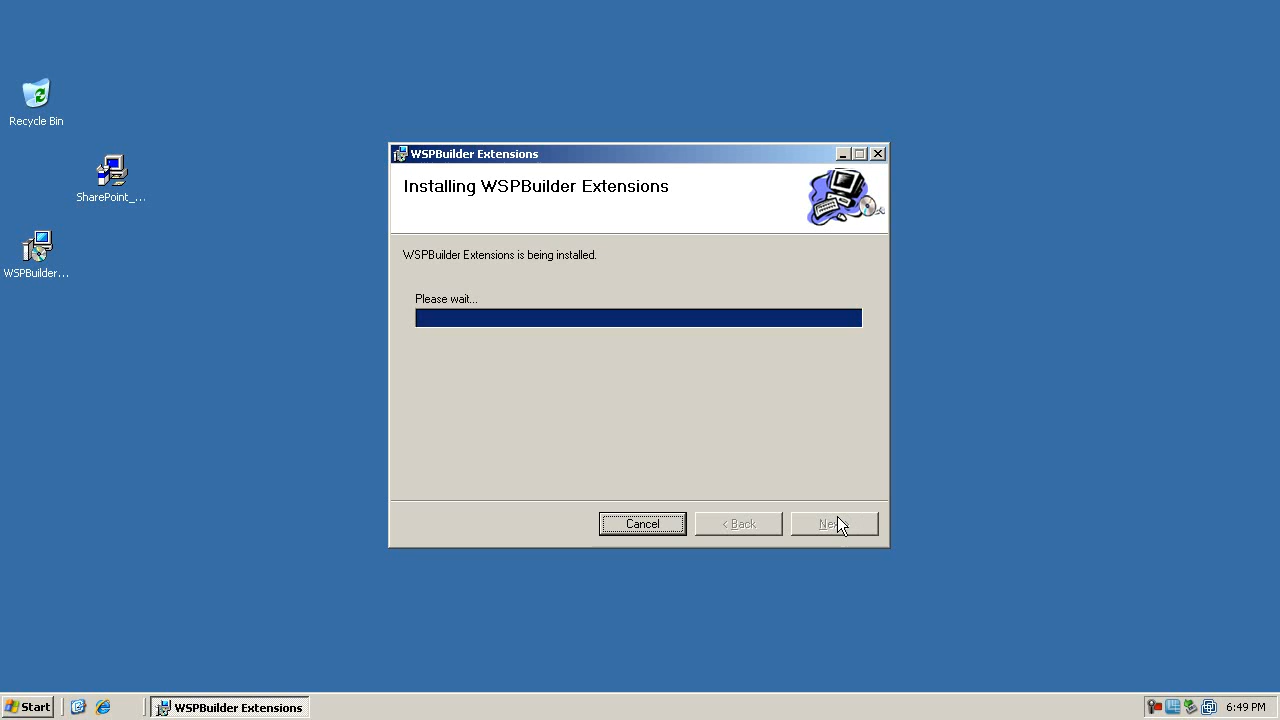 Recycle Bin
SharePoint_...
WSPBuilder...
WSPBuilder Extensions
Installing WSPBuilder Extensions
WSPBuilder Extensions is being installed.
Please wait...
Cancel
< Back
Start
WSPBuilder Extensions
6:49 PM